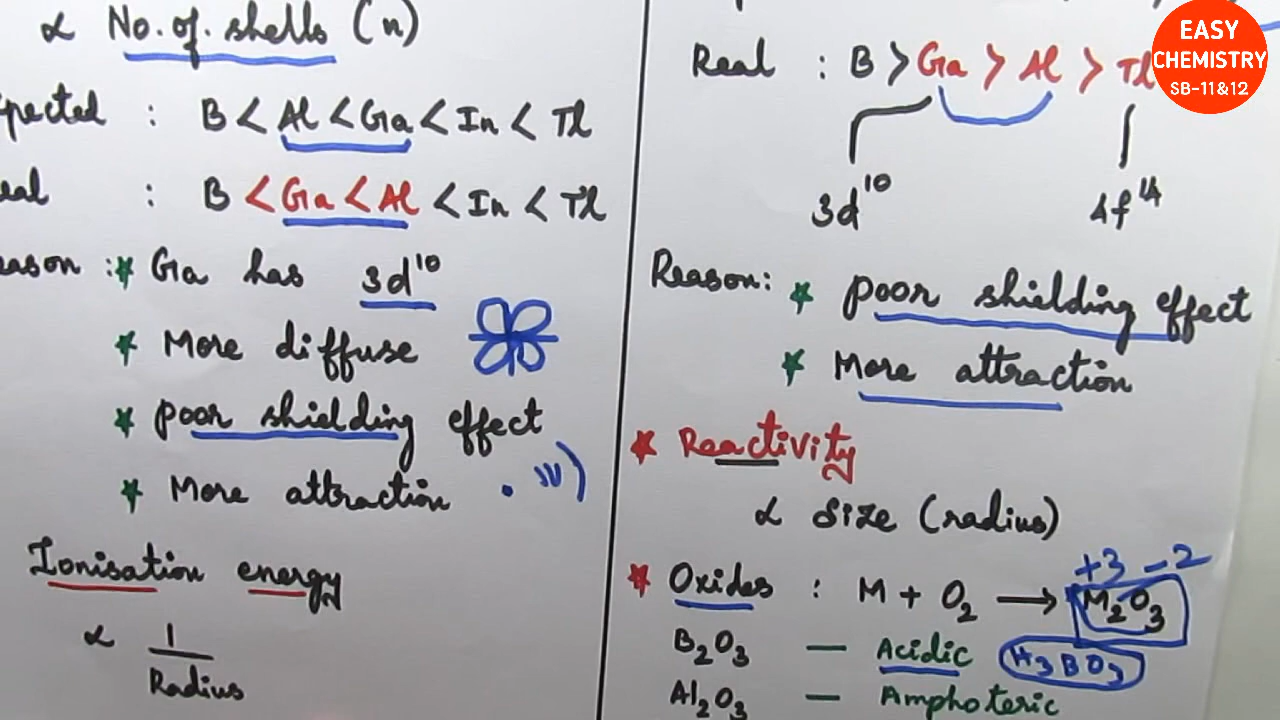 ∝ No. of. shells (n)
pected : B < Al < Ga < In < Tl
eal : B < Ga < Al < In < Tl
eason : * Ga has 3d¹⁰
* More diffuse
* poor shielding effect
* More attraction
Ionisation energy
∝ 1/Radius
Real : B > Ga > Al > Tl
3d¹⁰ 4f¹⁴
Reason: * poor shielding effect
* More attraction
* Reactivity
∝ size (radius)
+3 -2
* Oxides : M + O₂ ⟶ M₂O₃
B₂O₃ — Acidic H₃BO₃
Al₂O₃ — Amphoteric
EASY
CHEMISTRY
SB-11&12